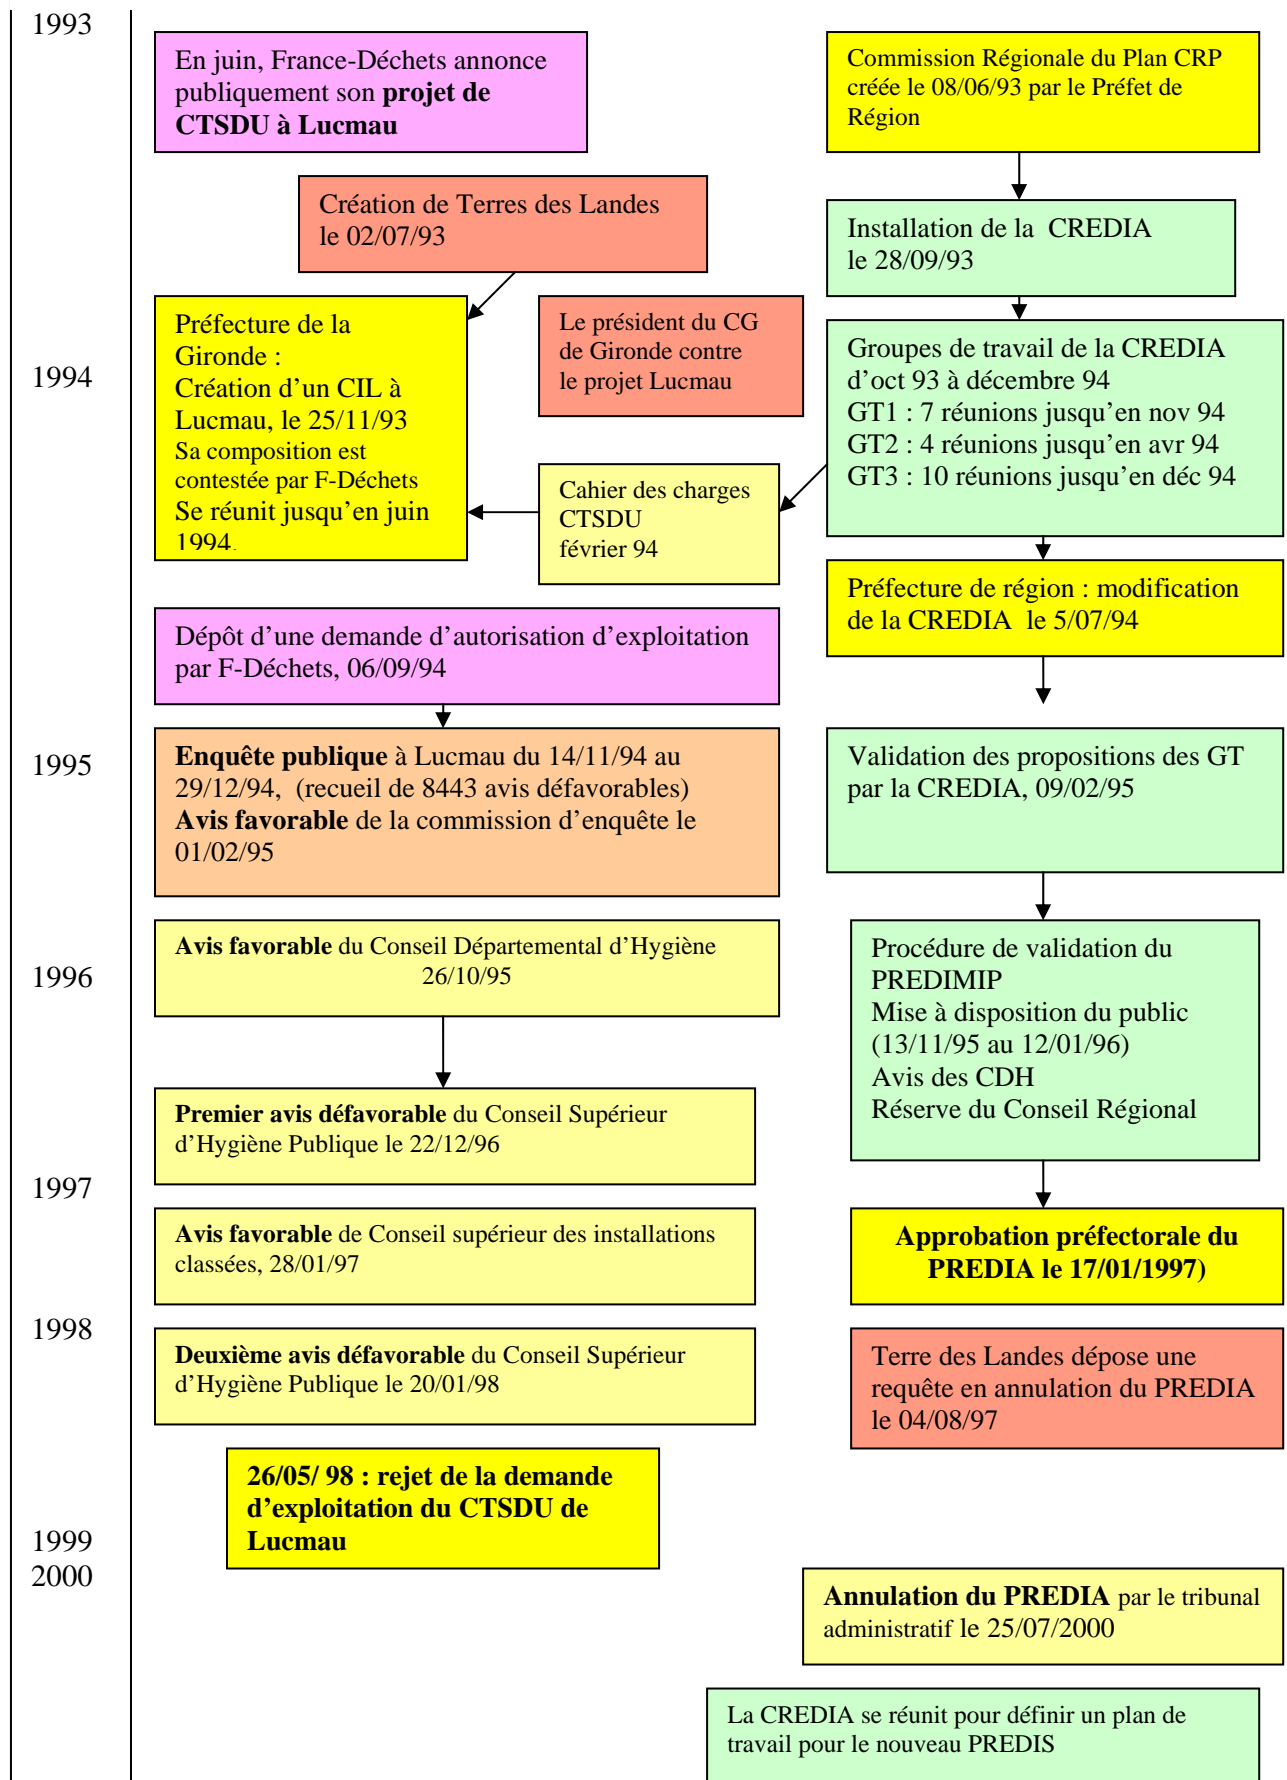 1993
En juin, France-Déchets annonce
publiquement son projet de
CTSDU à Lucmau
Commission Régionale du Plan CRP
créée le 08/06/93 par le Préfet de
Région
Création de Terres des Landes
le 02/07/93
Installation de la CREDIA
le 28/09/93
1994
Préfecture de la
Gironde :
Création d’un CIL à
Lucmau, le 25/11/93
Sa composition est
contestée par F-Déchets
Se réunit jusqu’en juin
1994.
Le président du CG
de Gironde contre
le projet Lucmau
Groupes de travail de la CREDIA
d’oct 93 à décembre 94
GT1 : 7 réunions jusqu’en nov 94
GT2 : 4 réunions jusqu’en avr 94
GT3 : 10 réunions jusqu’en déc 94
Cahier des charges
CTSDU
février 94
Préfecture de région : modification
de la CREDIA le 5/07/94
Dépôt d’une demande d’autorisation d’exploitation
par F-Déchets, 06/09/94
1995
Enquête publique à Lucmau du 14/11/94 au
29/12/94, (recueil de 8443 avis défavorables)
Avis favorable de la commission d’enquête le
01/02/95
Validation des propositions des GT
par la CREDIA, 09/02/95
1996
Avis favorable du Conseil Départemental d’Hygiène
26/10/95
Procédure de validation du
PREDIMIP
Mise à disposition du public
(13/11/95 au 12/01/96)
Avis des CDH
Réserve du Conseil Régional
Premier avis défavorable du Conseil Supérieur
d’Hygiène Publique le 22/12/96
1997
Avis favorable de Conseil supérieur des installations
classées, 28/01/97
Approbation préfectorale du
PREDIA le 17/01/1997)
1998
Deuxième avis défavorable du Conseil Supérieur
d’Hygiène Publique le 20/01/98
Terre des Landes dépose une
requête en annulation du PREDIA
le 04/08/97
26/05/ 98 : rejet de la demande
d’exploitation du CTSDU de
Lucmau
1999
2000
Annulation du PREDIA par le tribunal
administratif le 25/07/2000
La CREDIA se réunit pour définir un plan de
travail pour le nouveau PREDIS